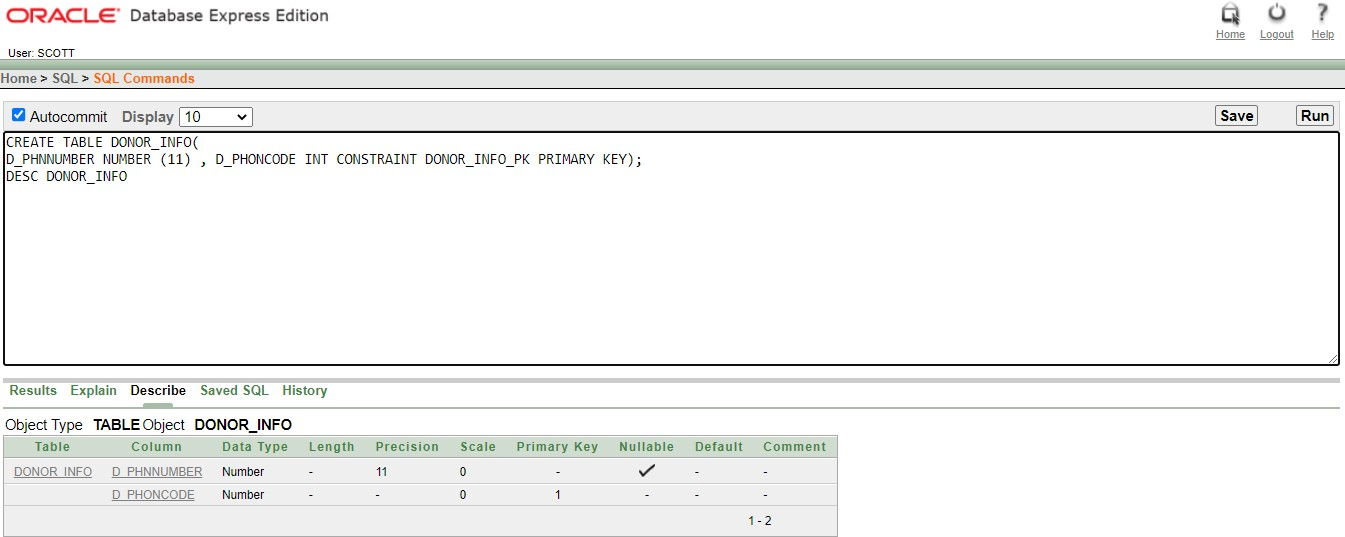 ORACLE® Database Express Edition
Home Logout Help
User: SCOTT
Home > SQL > SQL Commands
Autocommit Display 10 Save Run
CREATE TABLE DONOR_INFO(
D_PHNNUMBER NUMBER (11) , D_PHONCODE INT CONSTRAINT DONOR_INFO_PK PRIMARY KEY);
DESC DONOR_INFO
Results Explain Describe Saved SQL History
Object Type TABLE Object DONOR_INFO
Table Column Data Type Length Precision Scale Primary Key Nullable Default Comment
DONOR_INFO D_PHNNUMBER Number - 11 0 - ✓ - -
D_PHONCODE Number - - 0 1 - - -
1 - 2